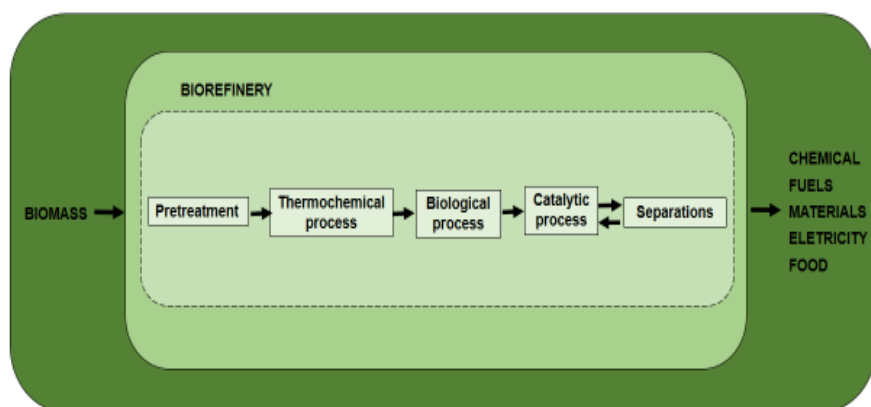 BIOREFINERY
BIOMASS
Pretreatment
Thermochemical
process
Biological
process
Catalytic
process
Separations
CHEMICAL
FUELS
MATERIALS
ELETRICITY
FOOD